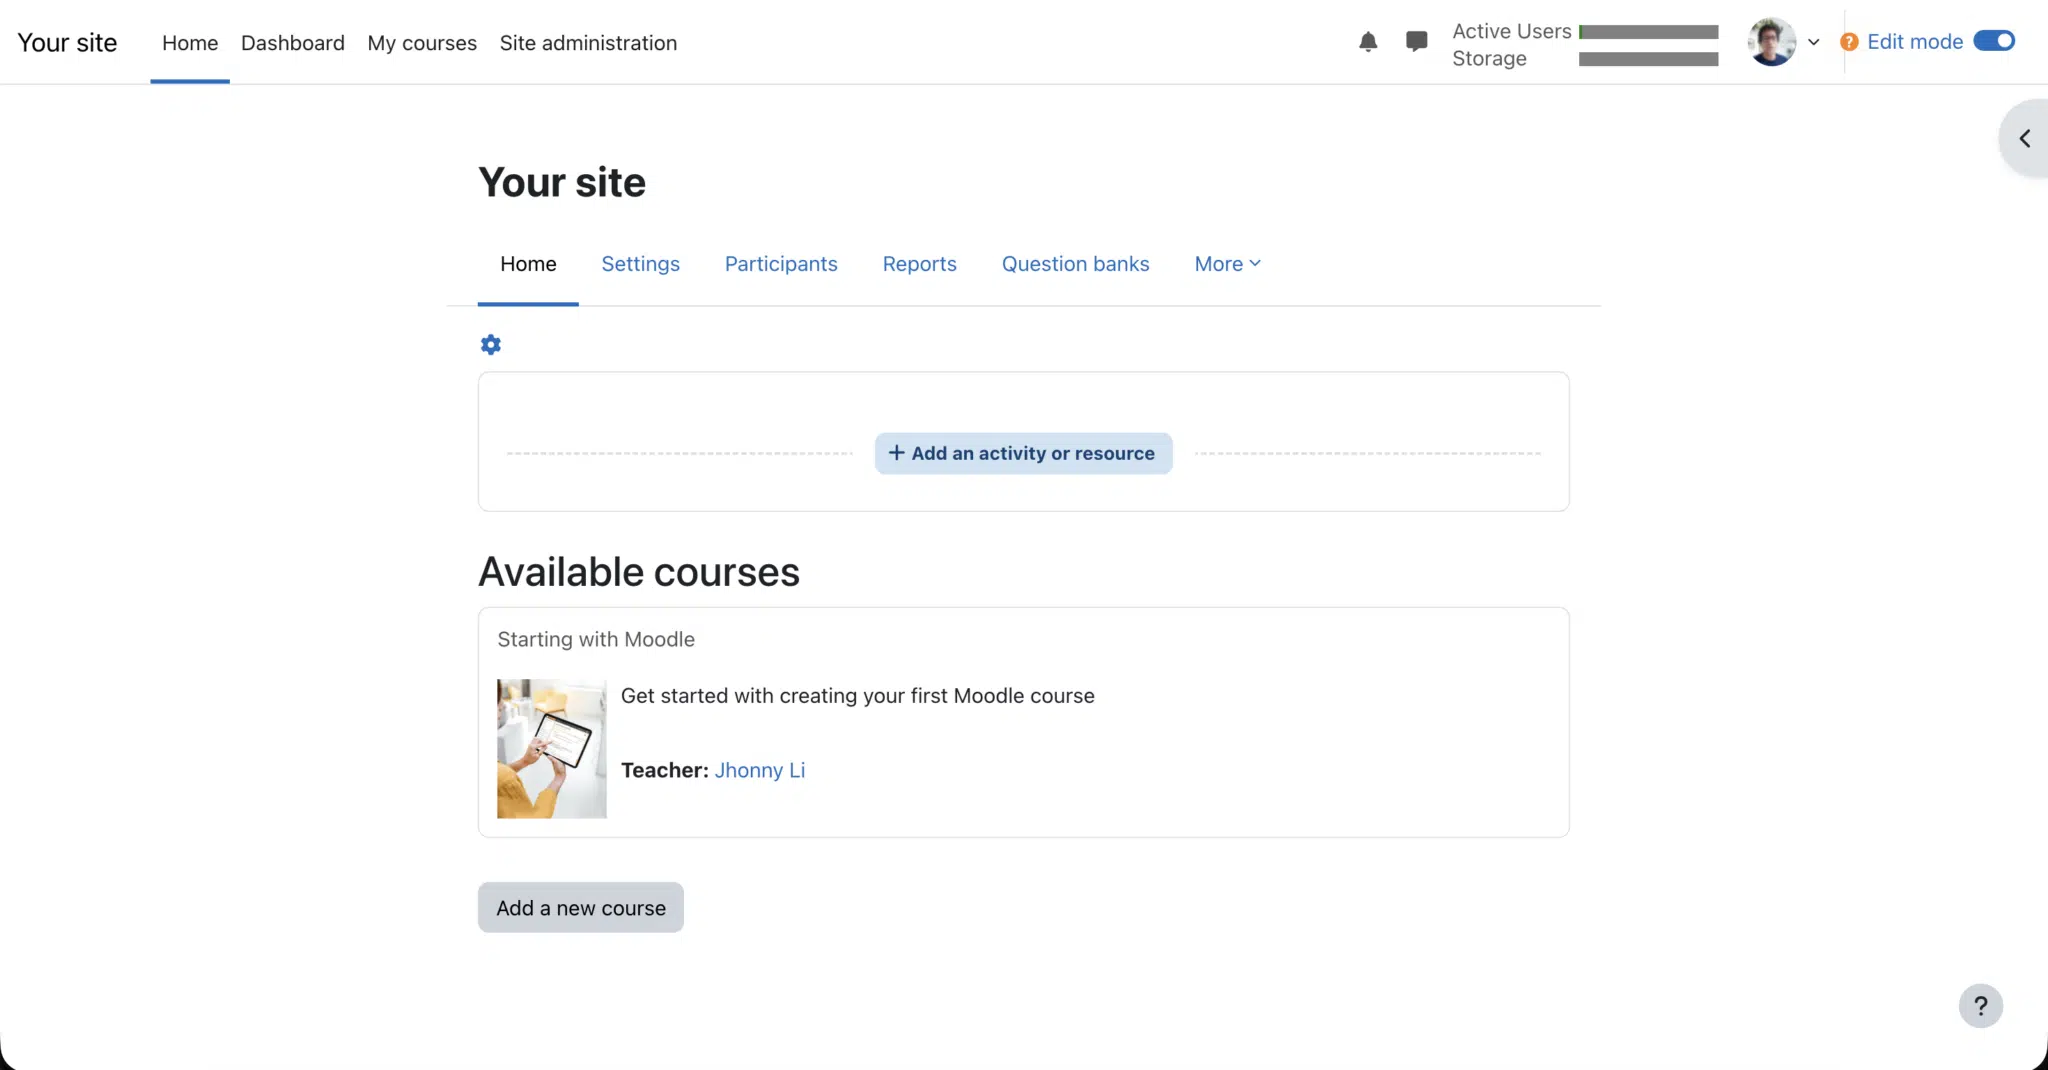 Your site
Home Dashboard My courses Site administration
Active Users
Storage
? Edit mode
Your site
Home Settings Participants Reports Question banks More
+ Add an activity or resource
Available courses
Starting with Moodle
Get started with creating your first Moodle course
Teacher: Jhonny Li
Add a new course
?